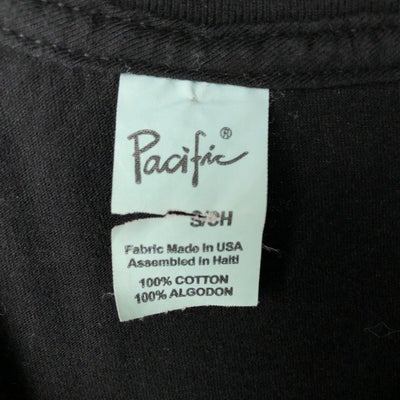 Pacific®
S/CH
Fabric Made In USA
Assembled in Haiti
100% COTTON
100% ALGODON